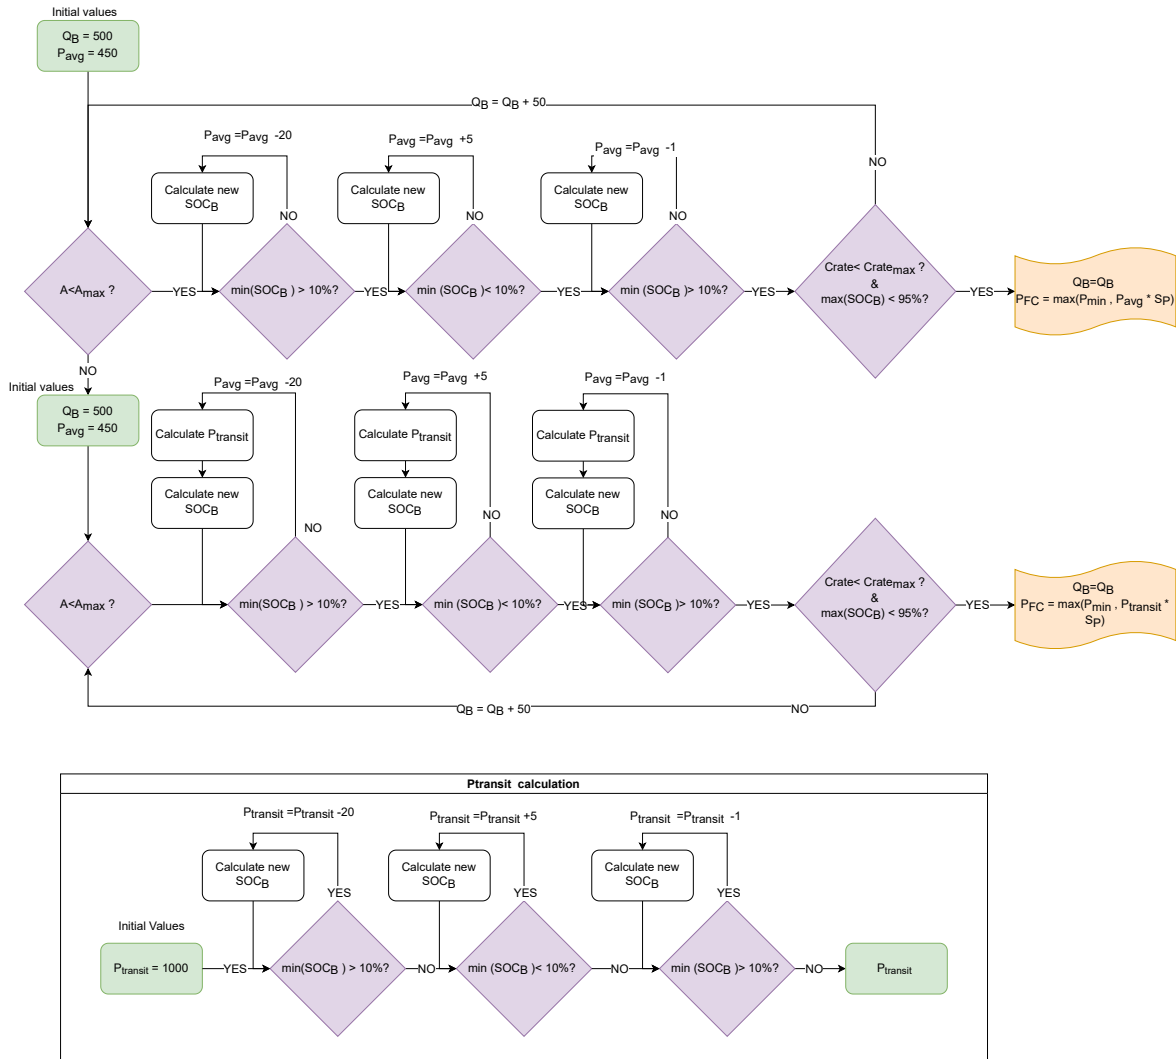 Initial values
QB = 500
Pavg = 450
QB = QB + 50
Pavg =Pavg -20
Pavg =Pavg +5
Pavg =Pavg -1
NO
Calculate new
SOCB
Calculate new
SOCB
Calculate new
SOCB
NO
NO
NO
A<Amax ?
YES
min(SOCB ) > 10%?
YES
min (SOCB )< 10%?
YES
min (SOCB )> 10%?
YES
Crate< Cratemax ?
&
max(SOCB) < 95%?
YES
QB=QB
PFC = max(Pmin , Pavg * SP)
NO
Initial values
QB = 500
Pavg = 450
Pavg =Pavg -20
Pavg =Pavg +5
Pavg =Pavg -1
Calculate Ptransit
Calculate Ptransit
Calculate Ptransit
Calculate new
SOCB
Calculate new
SOCB
Calculate new
SOCB
NO
NO
NO
A<Amax ?
min(SOCB ) > 10%?
YES
min (SOCB )< 10%?
YES
min (SOCB )> 10%?
YES
Crate< Cratemax ?
&
max(SOCB) < 95%?
YES
QB=QB
PFC = max(Pmin , Ptransit *
SP)
QB = QB + 50
NO
Ptransit calculation
Ptransit =Ptransit -20
Ptransit =Ptransit +5
Ptransit =Ptransit -1
Calculate new
SOCB
Calculate new
SOCB
Calculate new
SOCB
YES
YES
YES
Initial Values
Ptransit = 1000
YES
min(SOCB ) > 10%?
NO
min (SOCB )< 10%?
NO
min (SOCB )> 10%?
NO
Ptransit